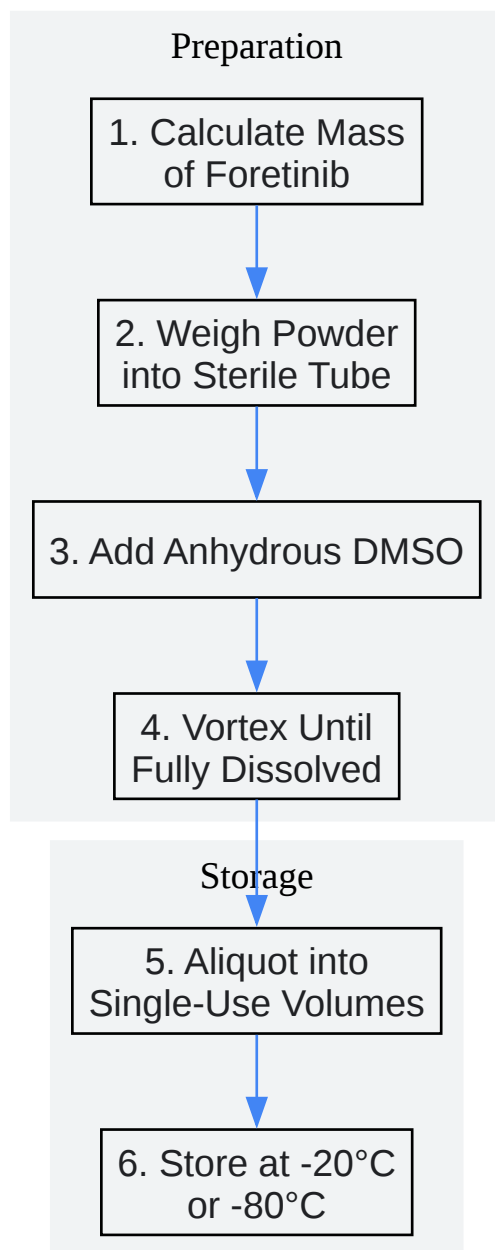 Preparation
1. Calculate Mass
of Foretinib
2. Weigh Powder
into Sterile Tube
3. Add Anhydrous DMSO
4. Vortex Until
Fully Dissolved
Storage
5. Aliquot into
Single-Use Volumes
6. Store at -20°C
or -80°C